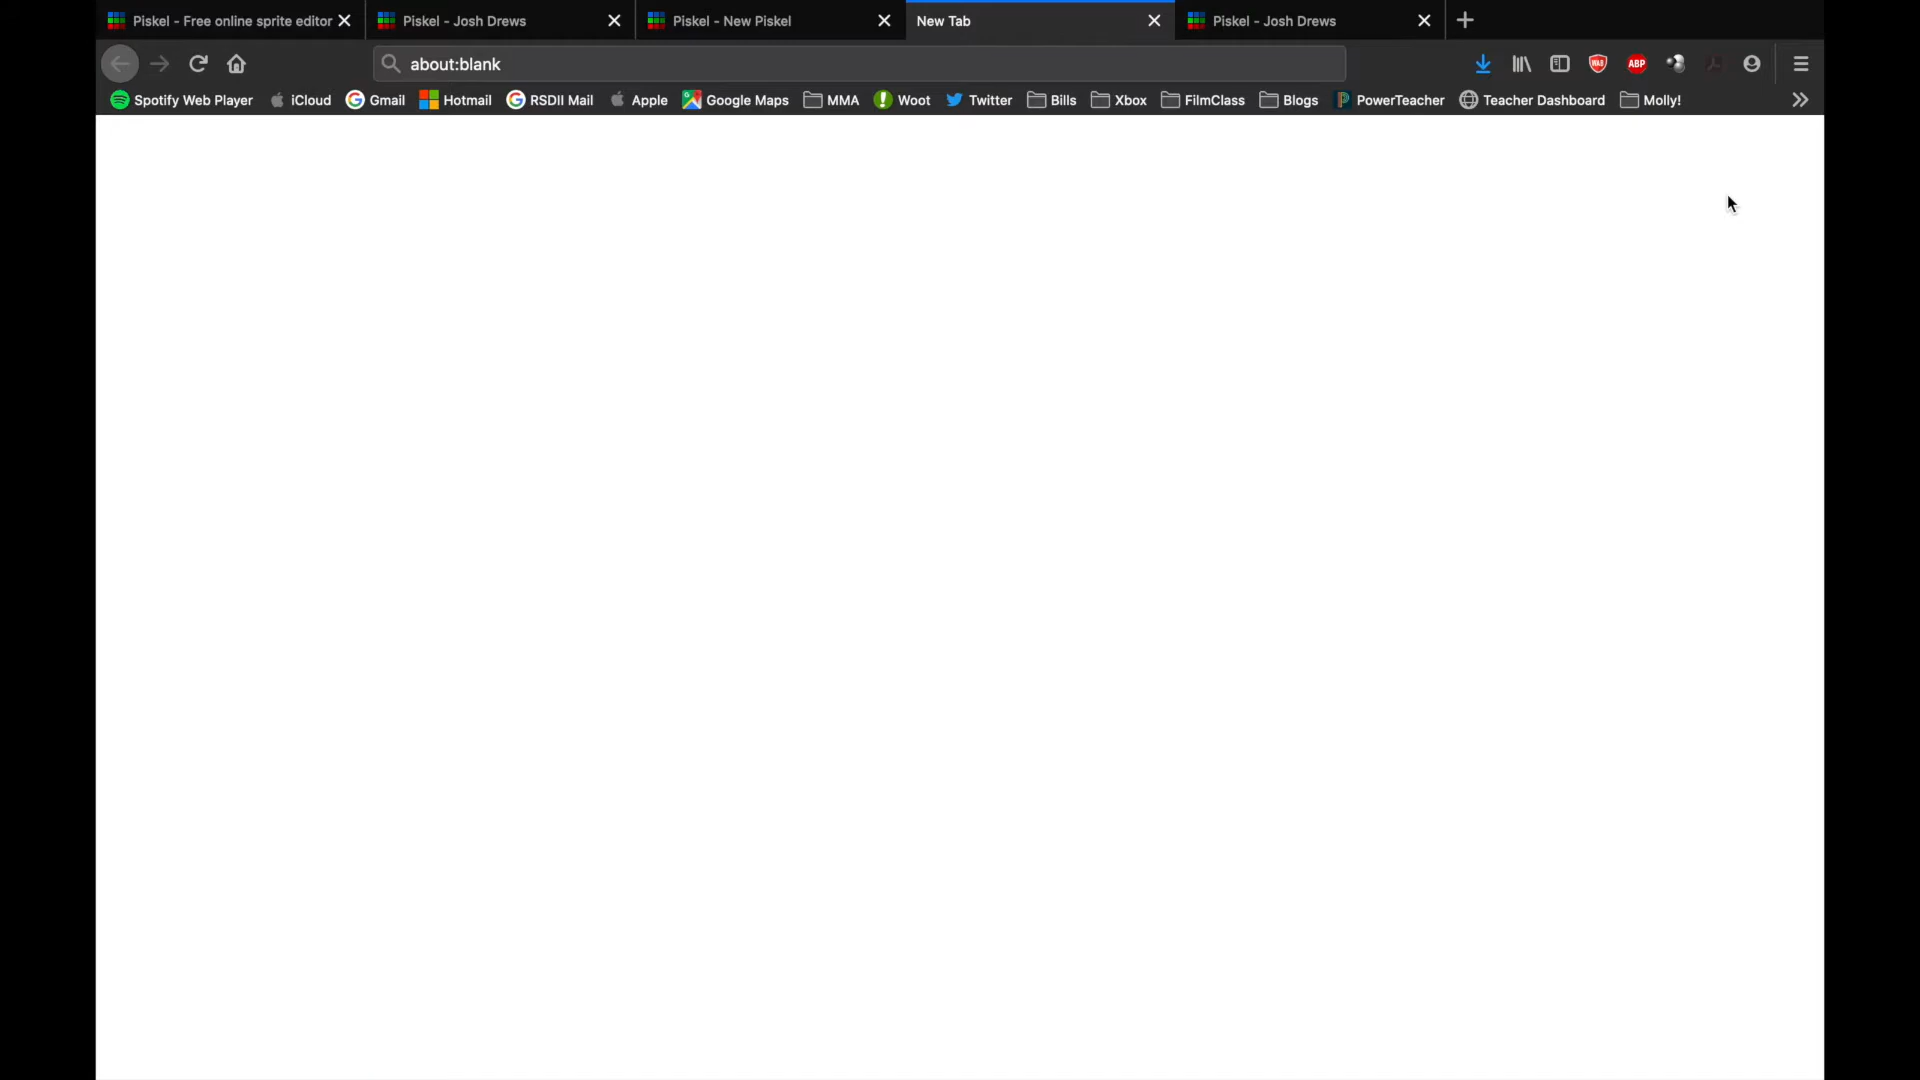 Piskel - Free online sprite editor Piskel - Josh Drews Piskel - New Piskel New Tab Piskel - Josh Drews
about:blank ABP
Spotify Web Player iCloud Gmail Hotmail RSDII Mail Apple Google Maps MMA Woot Twitter Bills Xbox FilmClass Blogs PowerTeacher Teacher Dashboard Molly!